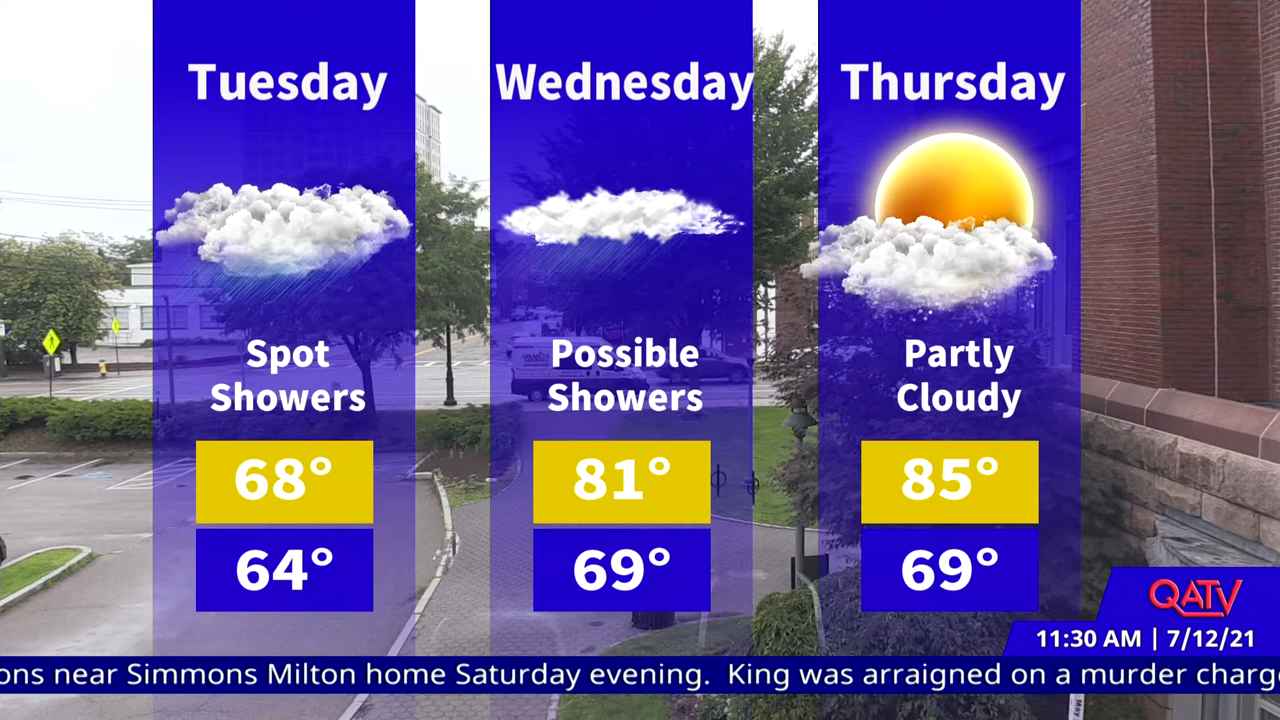 Tuesday
Spot
Showers
68°
64°
Wednesday
Possible
Showers
81°
69°
Thursday
Partly
Cloudy
85°
69°
QATV
11:30 AM | 7/12/21
ons near Simmons Milton home Saturday evening. King was arraigned on a murder charg